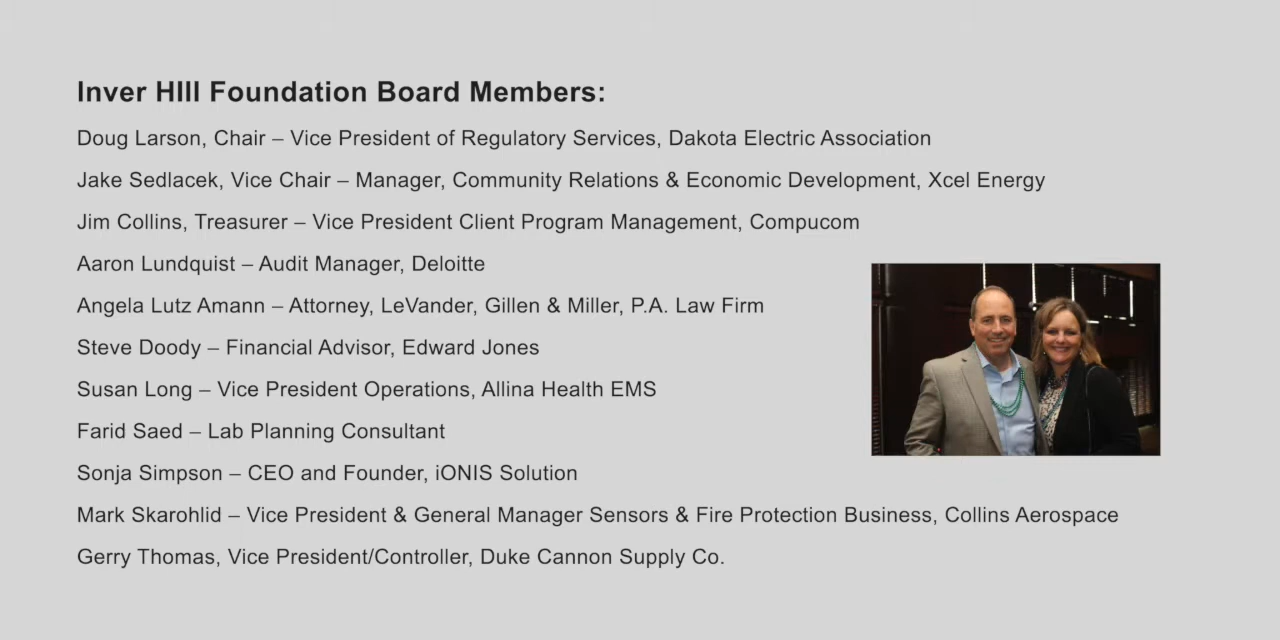 Inver HIll Foundation Board Members:
Doug Larson, Chair – Vice President of Regulatory Services, Dakota Electric Association
Jake Sedlacek, Vice Chair – Manager, Community Relations & Economic Development, Xcel Energy
Jim Collins, Treasurer – Vice President Client Program Management, Compucom
Aaron Lundquist – Audit Manager, Deloitte
Angela Lutz Amann – Attorney, LeVander, Gillen & Miller, P.A. Law Firm
Steve Doody – Financial Advisor, Edward Jones
Susan Long – Vice President Operations, Allina Health EMS
Farid Saed – Lab Planning Consultant
Sonja Simpson – CEO and Founder, iONIS Solution
Mark Skarohlid – Vice President & General Manager Sensors & Fire Protection Business, Collins Aerospace
Gerry Thomas, Vice President/Controller, Duke Cannon Supply Co.